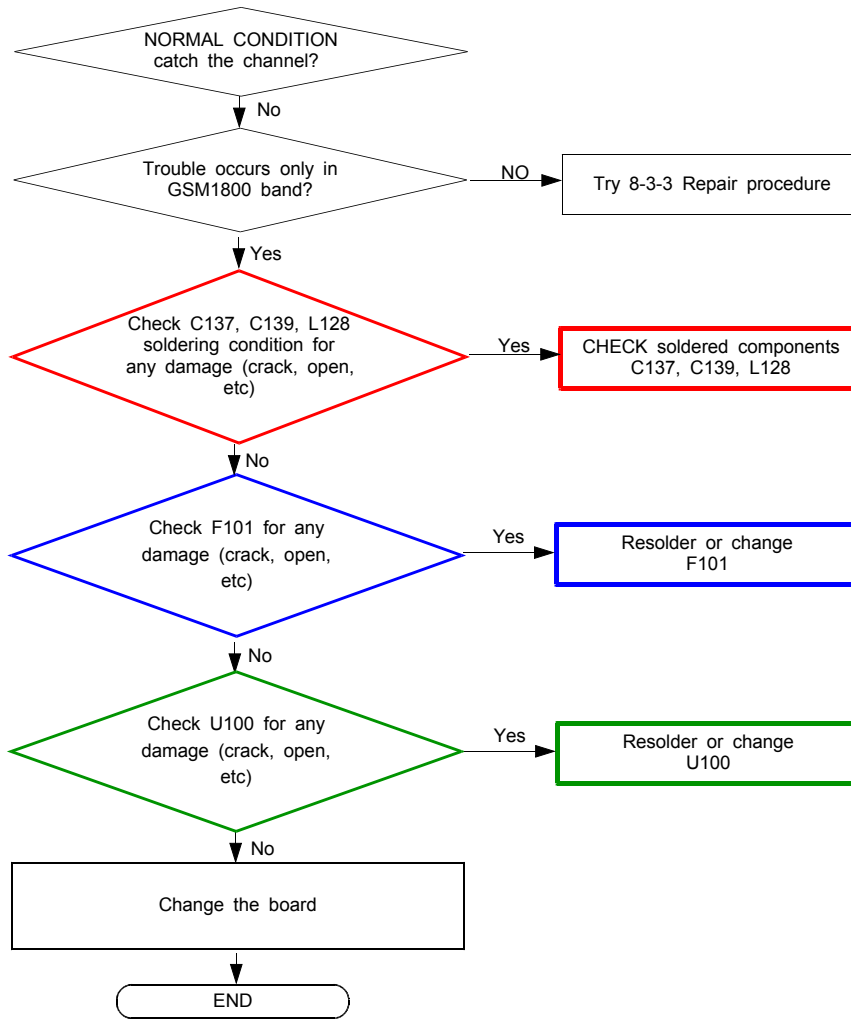 NORMAL CONDITION
catch the channel?
No
Trouble occurs only in
GSM1800 band?
NO
Try 8-3-3 Repair procedure
Yes
Check C137, C139, L128
soldering condition for
any damage (crack, open,
etc)
Yes
CHECK soldered components
C137, C139, L128
No
Check F101 for any
damage (crack, open,
etc)
Yes
Resolder or change
F101
No
Check U100 for any
damage (crack, open,
etc)
Yes
Resolder or change
U100
No
Change the board
END